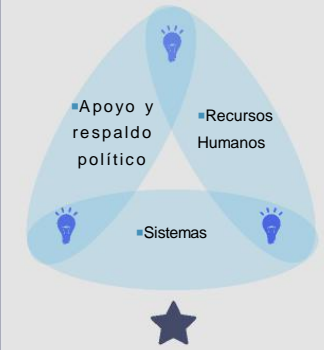 ▪Apoyo y
respaldo
político
▪Recursos
Humanos
▪Sistemas